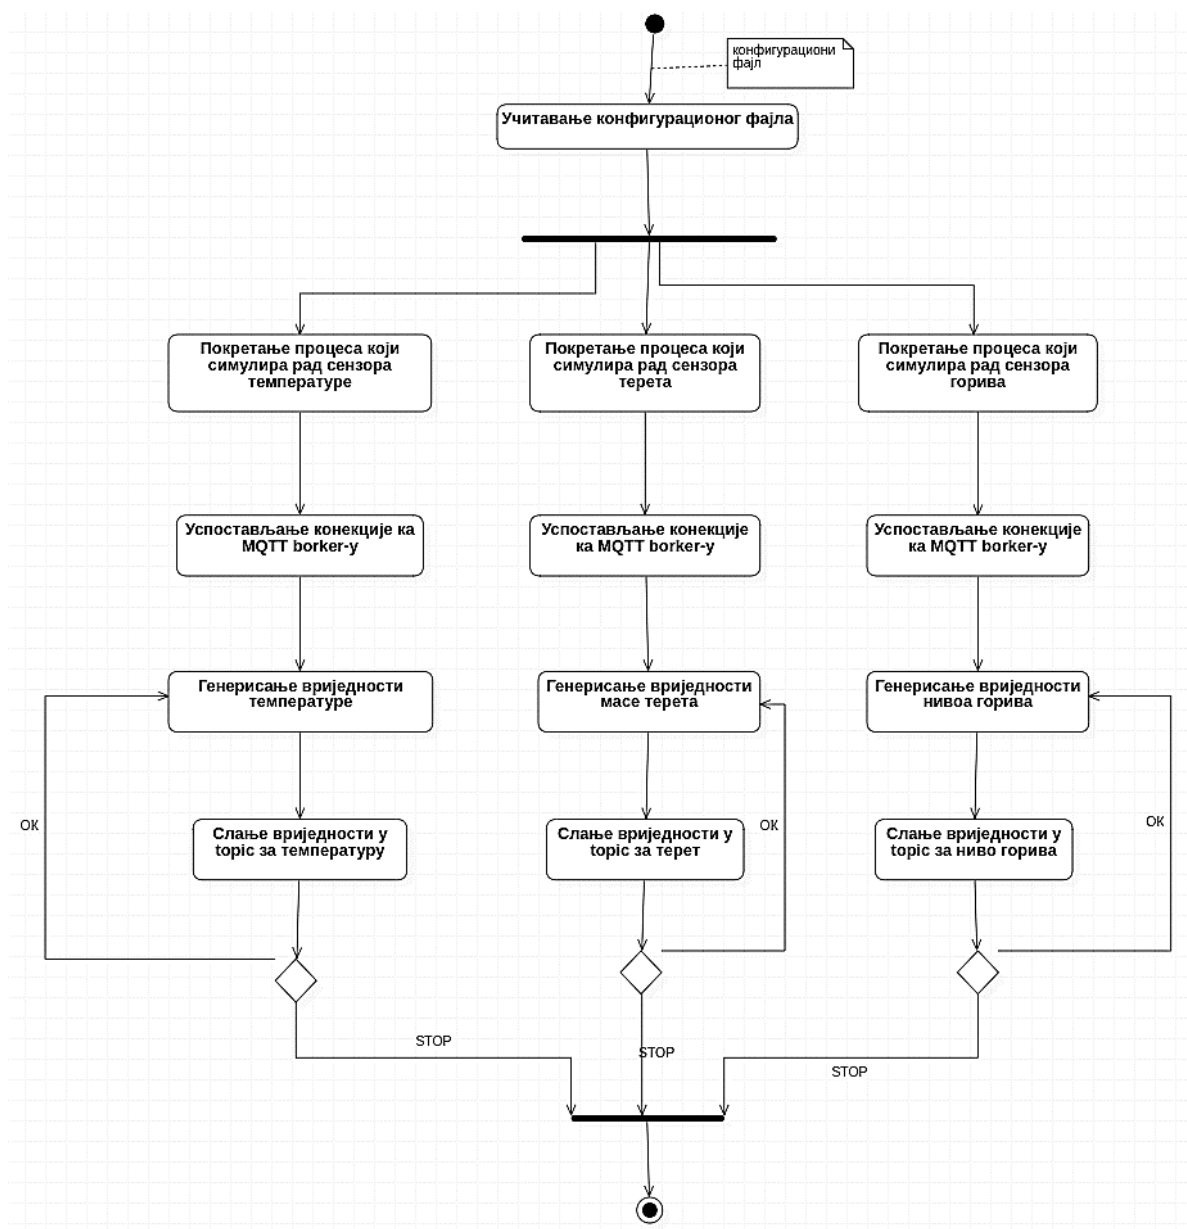 конфигурациони
фајл
Учитавање конфигурационог фајла
Покретање процеса који
симулира рад сензора
температуре
Покретање процеса који
симулира рад сензора
терета
Покретање процеса који
симулира рад сензора
горива
Успостављање конекције ка
MQTT borker-у
Успостављање конекције
ка MQTT borker-у
Успостављање конекције
ка MQTT borker-у
Генерисање вриједности
температуре
Генерисање вриједности
масе терета
Генерисање вриједности
нивоа горива
ОК
Слање вриједности у
topic за температуру
Слање вриједности у
topic за терет
ОК
Слање вриједности у
topic за ниво горива
ОК
STOP
STOP
STOP